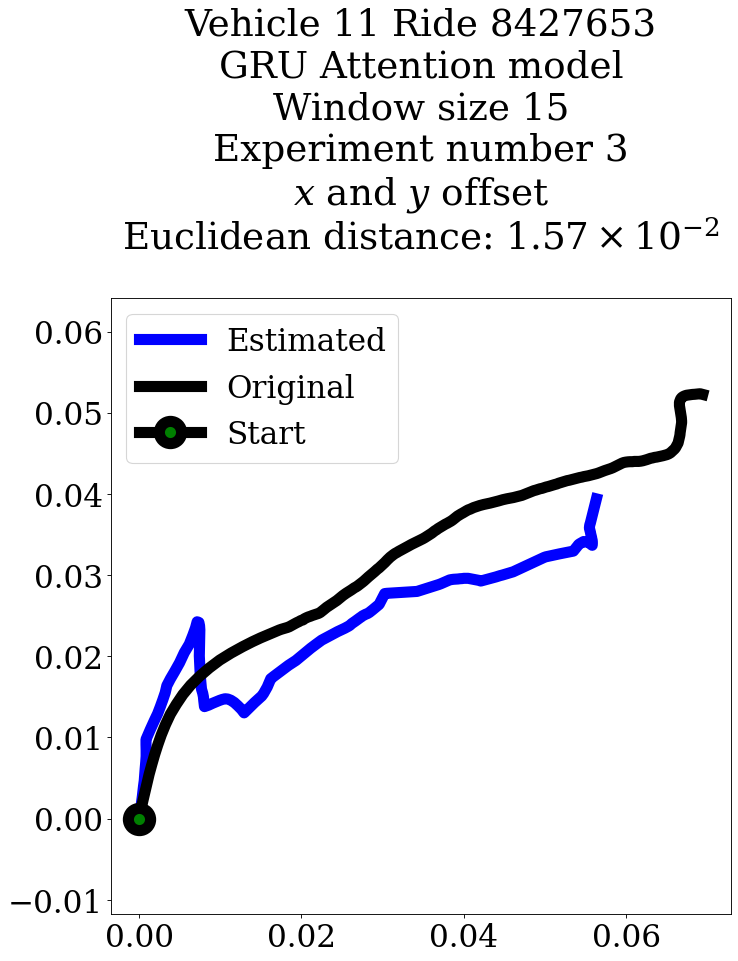 Vehicle 11 Ride 8427653
GRU Attention model
Window size 15
Experiment number 3
x and y offset
Euclidean distance: 1.57 × 10⁻²
Estimated
Original
Start
0.06
0.05
0.04
0.03
0.02
0.01
0.00
−0.01
0.00 0.02 0.04 0.06